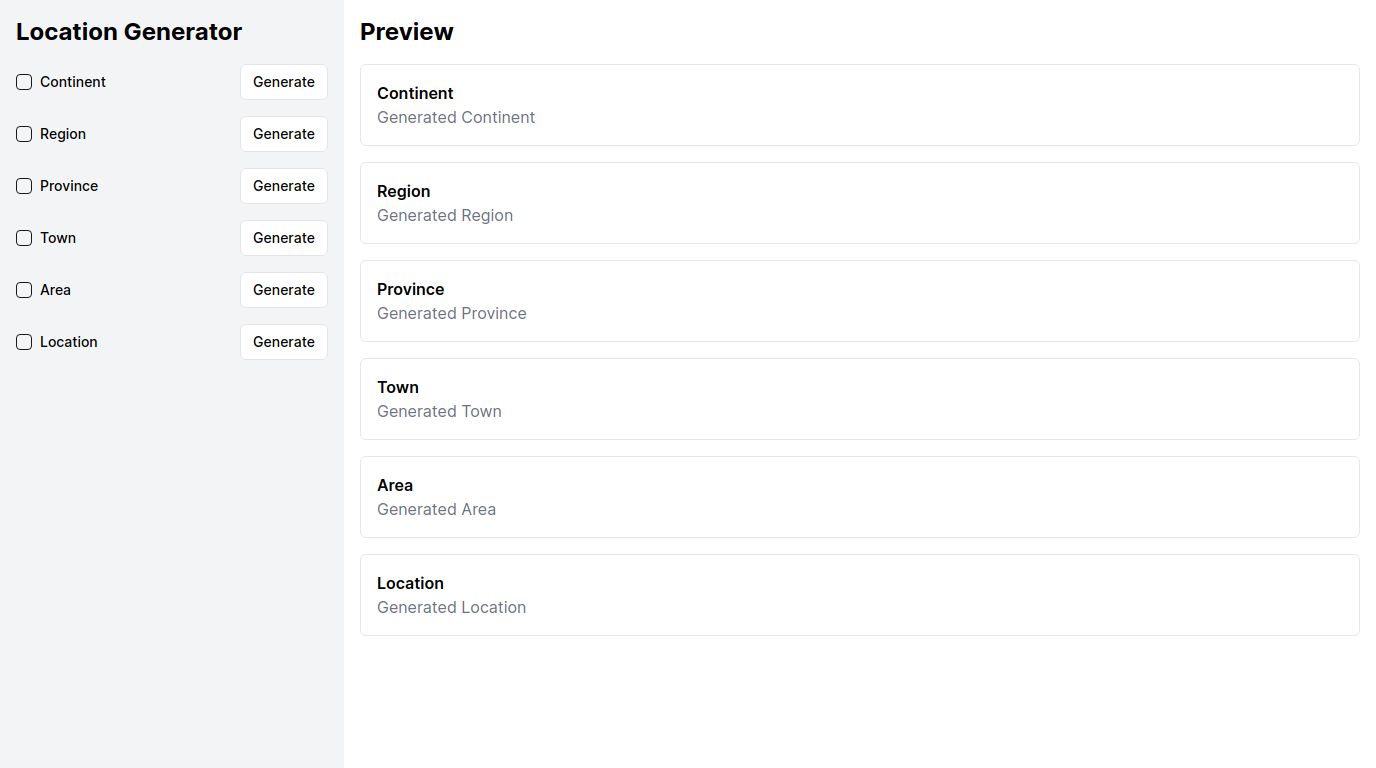 Location Generator
Continent Generate
Region Generate
Province Generate
Town Generate
Area Generate
Location Generate
Preview
Continent
Generated Continent
Region
Generated Region
Province
Generated Province
Town
Generated Town
Area
Generated Area
Location
Generated Location